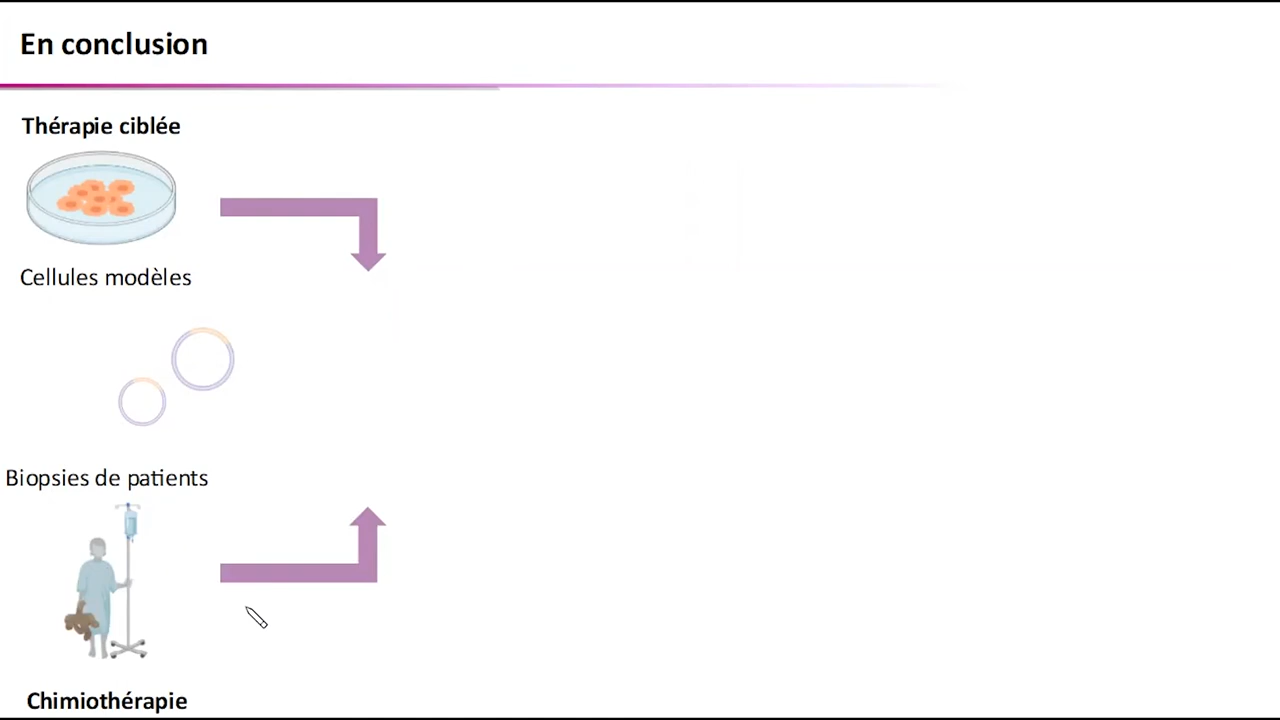 En conclusion
Thérapie ciblée
Cellules modèles
Biopsies de patients
Chimiothérapie